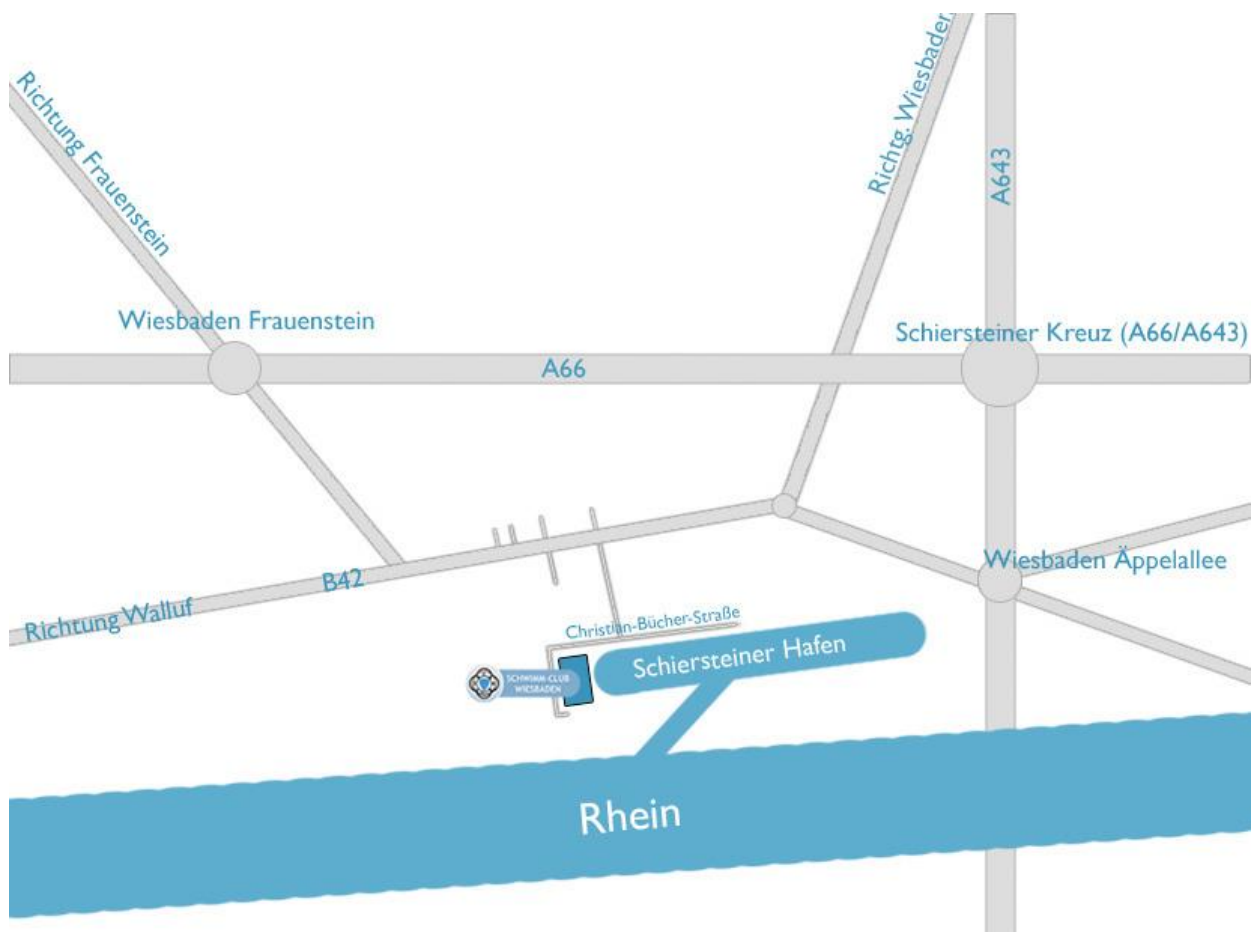 Richtung Frauenstein
Richtg. Wiesbaden
A643
Wiesbaden Frauenstein
Schiersteiner Kreuz (A66/A643)
A66
Wiesbaden Äppelallee
B42
Richtung Walluf
Christian-Bücher-Straße
Schiersteiner Hafen
SCHWIMM-CLUB
WIESBADEN
Rhein